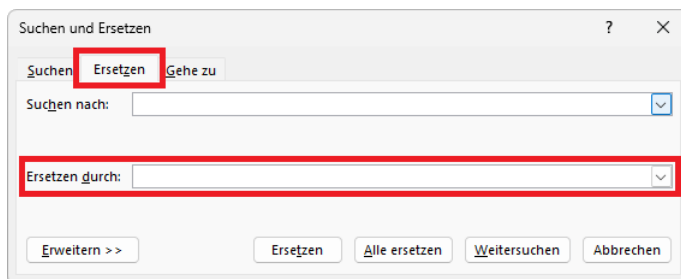 Suchen und Ersetzen ?
Suchen Ersetzen Gehe zu
Suchen nach:
Ersetzen durch:
Erweitern >> Ersetzen Alle ersetzen Weitersuchen Abbrechen